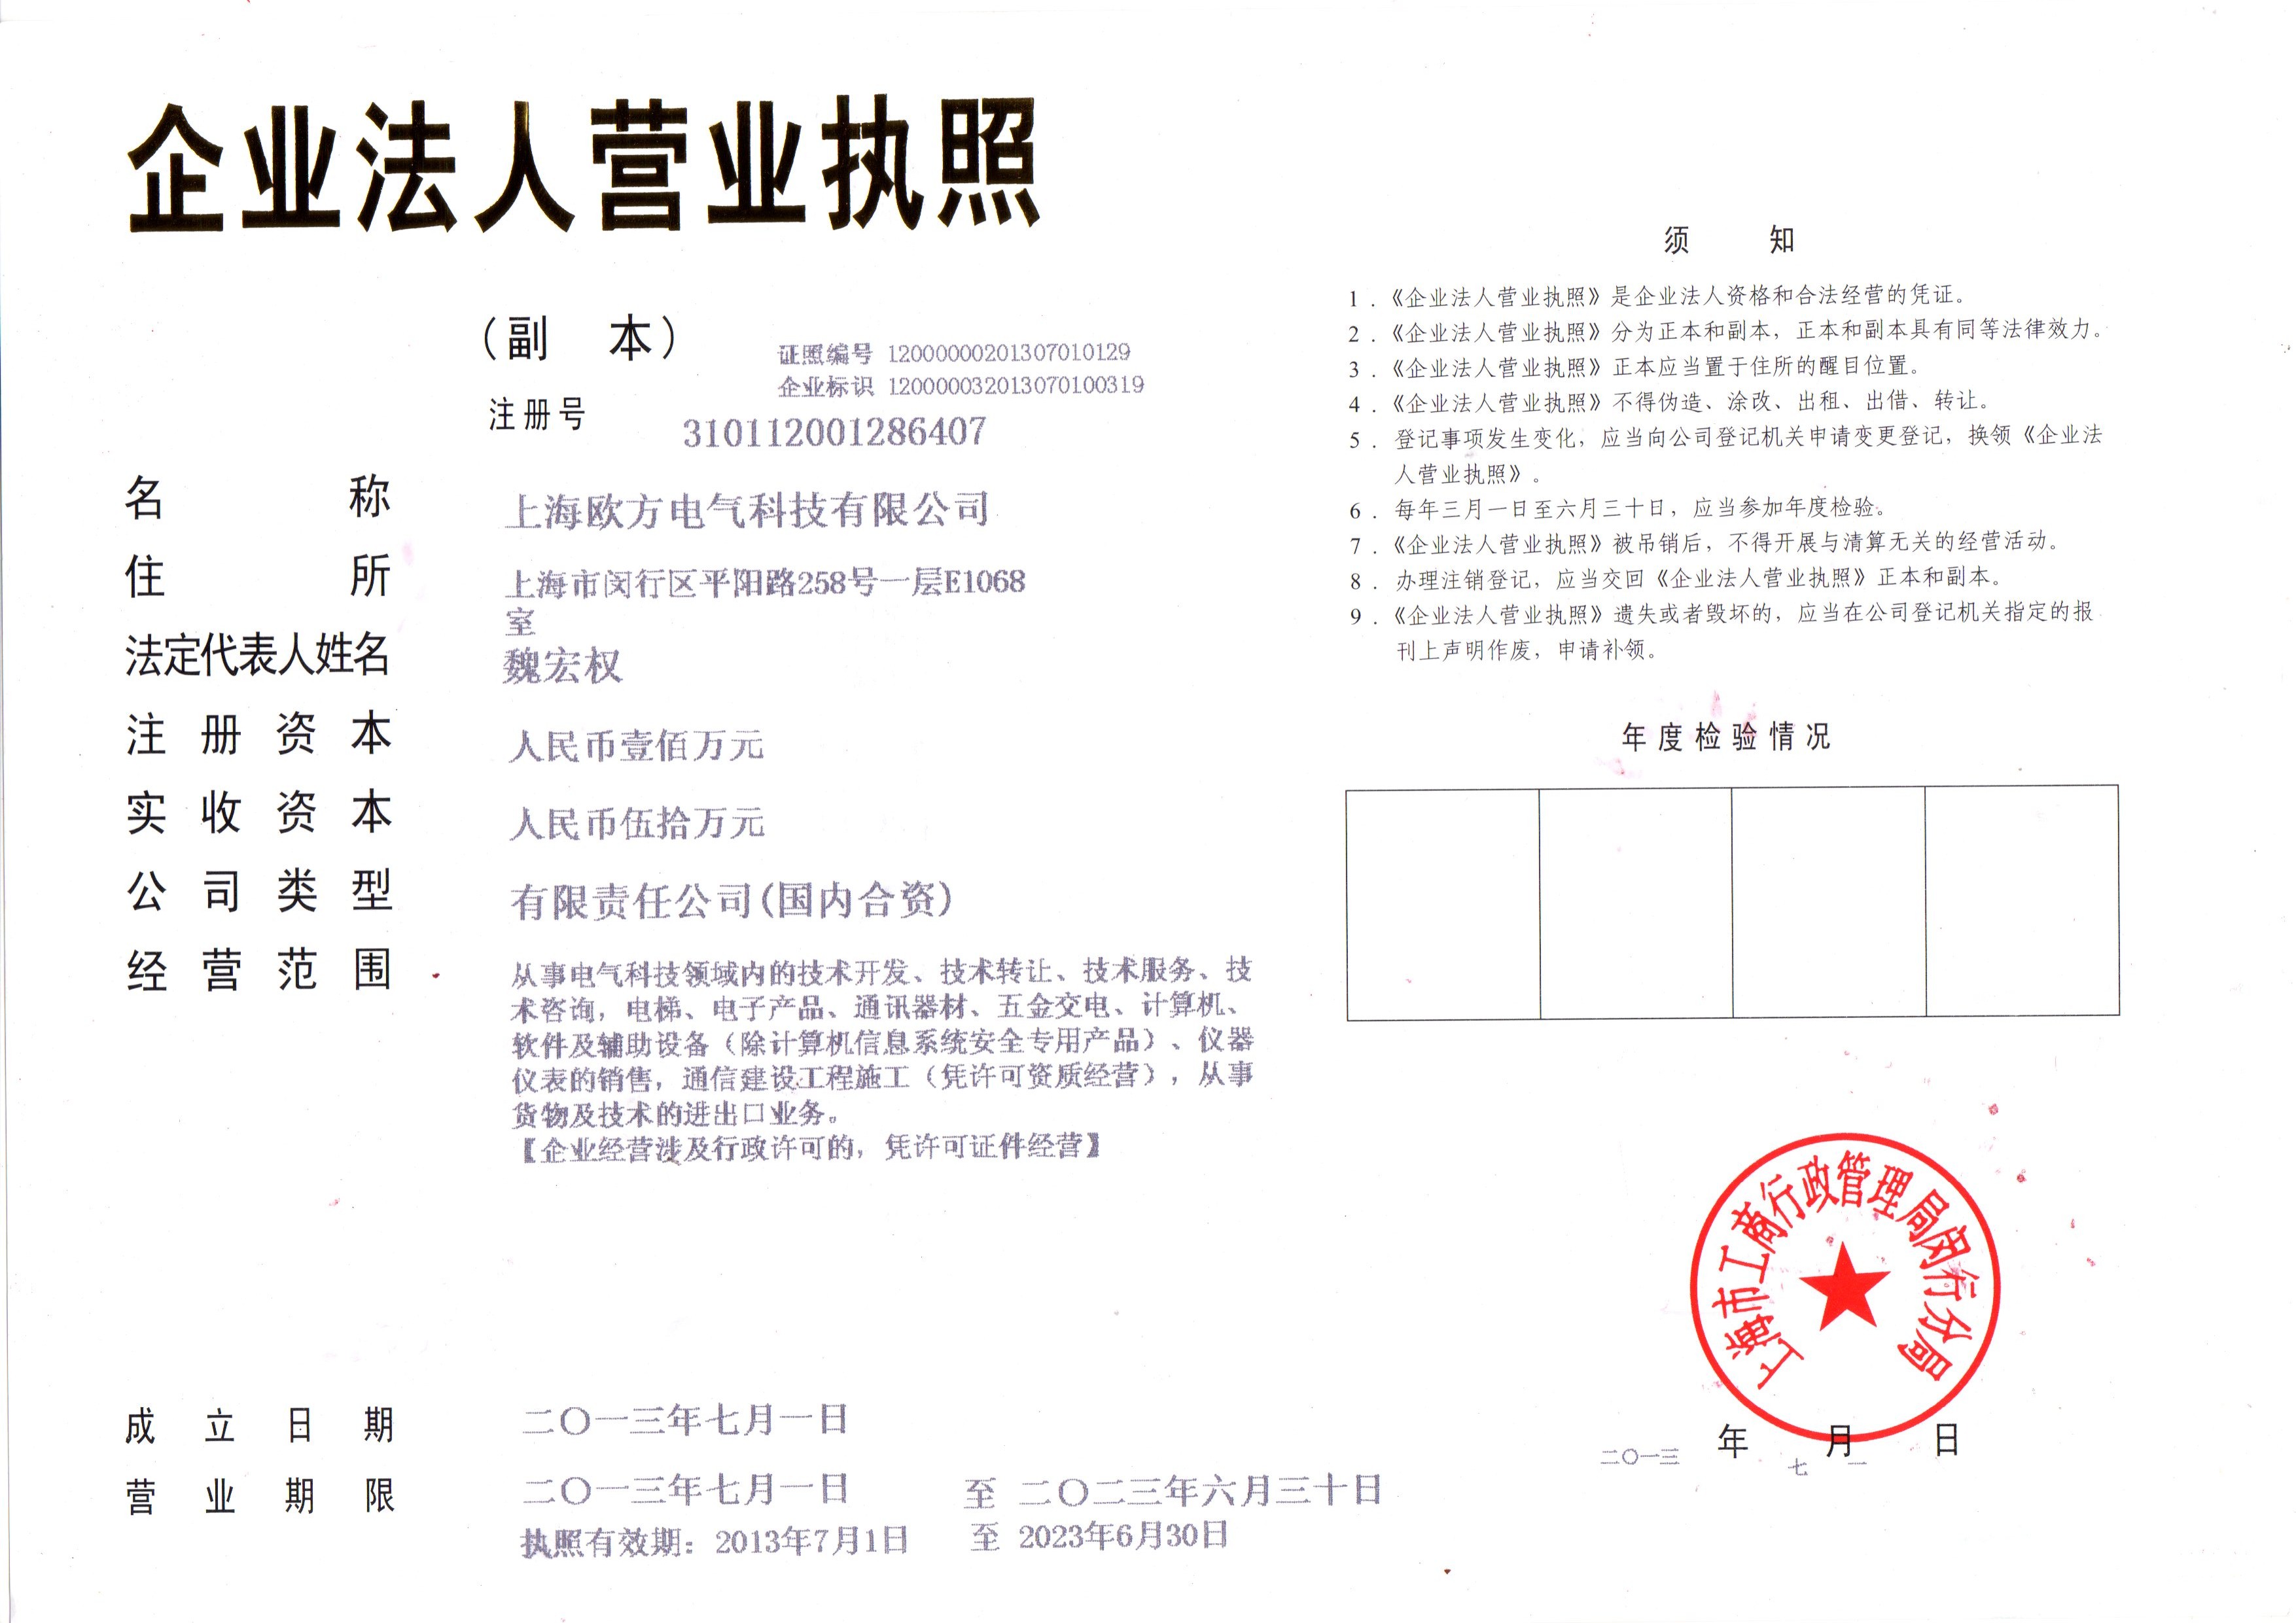 企业法人营业执照
（副 本）
证照编号 12000000201307010129
企业标识 120000032013070100319
注册号 310112001286407
名称 上海欧方电气科技有限公司
住所 上海市闵行区平阳路258号一层E1068
室
法定代表人姓名 魏宏权
注册资本 人民币壹佰万元
实收资本 人民币伍拾万元
公司类型 有限责任公司(国内合资)
经营范围 从事电气科技领域内的技术开发、技术转让、技术服务、技
术咨询，电梯、电子产品、通讯器材、五金交电、计算机、
软件及辅助设备（除计算机信息系统安全专用产品）、仪器
仪表的销售，通信建设工程施工（凭许可资质经营），从事
货物及技术的进出口业务。
【企业经营涉及行政许可的，凭许可证件经营】
成立日期 二〇一三年七月一日
营业期限 二〇一三年七月一日 至 二〇二三年六月三十日
执照有效期：2013年7月1日 至 2023年6月30日
须 知
1．《企业法人营业执照》是企业法人资格和合法经营的凭证。
2．《企业法人营业执照》分为正本和副本，正本和副本具有同等法律效力。
3．《企业法人营业执照》正本应当置于住所的醒目位置。
4．《企业法人营业执照》不得伪造、涂改、出租、出借、转让。
5．登记事项发生变化，应当向公司登记机关申请变更登记，换领《企业法
人营业执照》。
6．每年三月一日至六月三十日，应当参加年度检验。
7．《企业法人营业执照》被吊销后，不得开展与清算无关的经营活动。
8．办理注销登记，应当交回《企业法人营业执照》正本和副本。
9．《企业法人营业执照》遗失或者毁坏的，应当在公司登记机关指定的报
刊上声明作废，申请补领。
年度检验情况
上海市工商行政管理局闵行分局
二〇一三 年 七 月 一 日